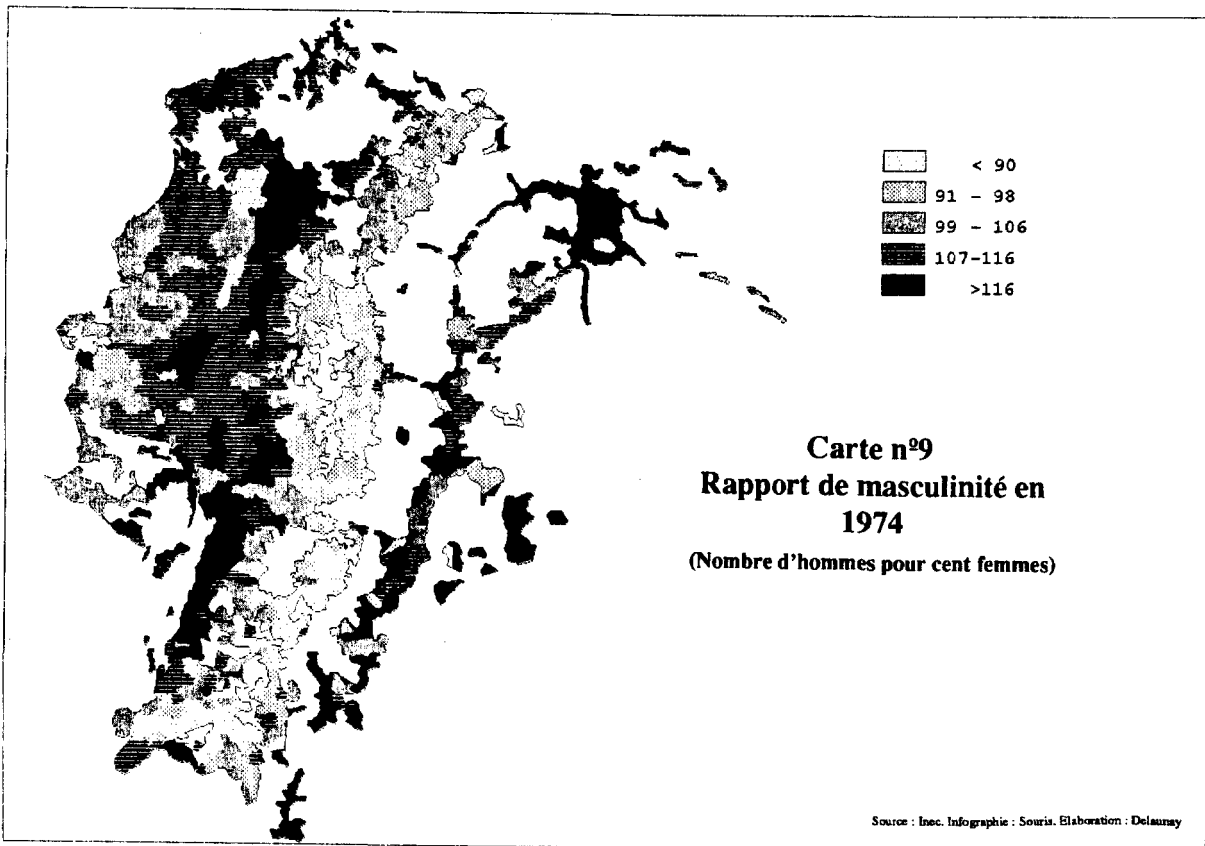 < 90
91 - 98
99 - 106
107-116
>116
Carte nº9
Rapport de masculinité en
1974
(Nombre d'hommes pour cent femmes)
Source : Inec. Infographie : Souris. Elaboration : Delaunay